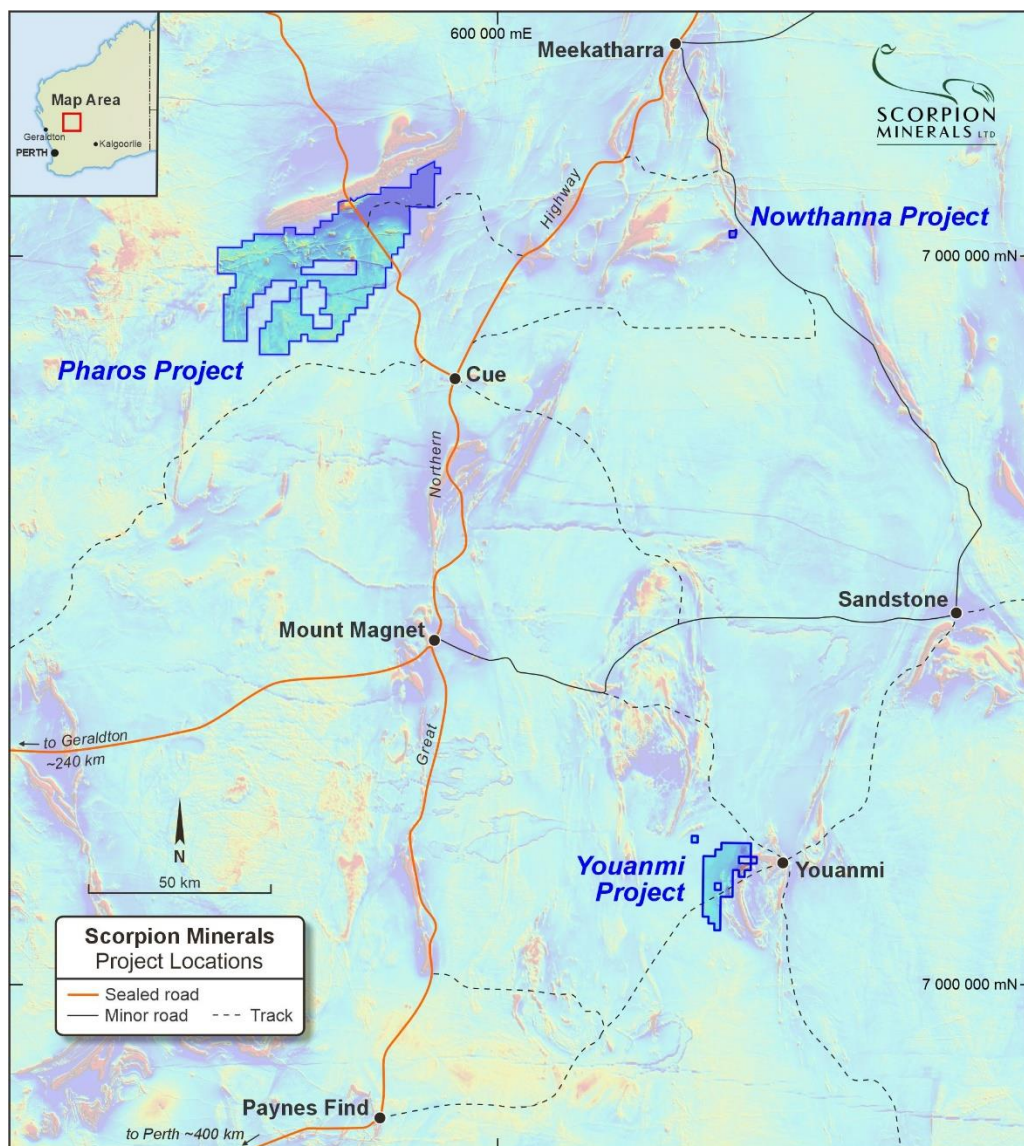 600 000 mE
Meekatharra
Map Area
Geraldton
Kalgoorlie
PERTH
SCORPION
MINERALS LTD
Highway
Nowthanna Project
7 000 000 mN
Pharos Project
Cue
Northern
Sandstone
Mount Magnet
Great
to Geraldton
~240 km
N
50 km
Youanmi
Project
Youanmi
Scorpion Minerals
Project Locations
Sealed road
Minor road
Track
7 000 000 mN
Paynes Find
to Perth ~400 km